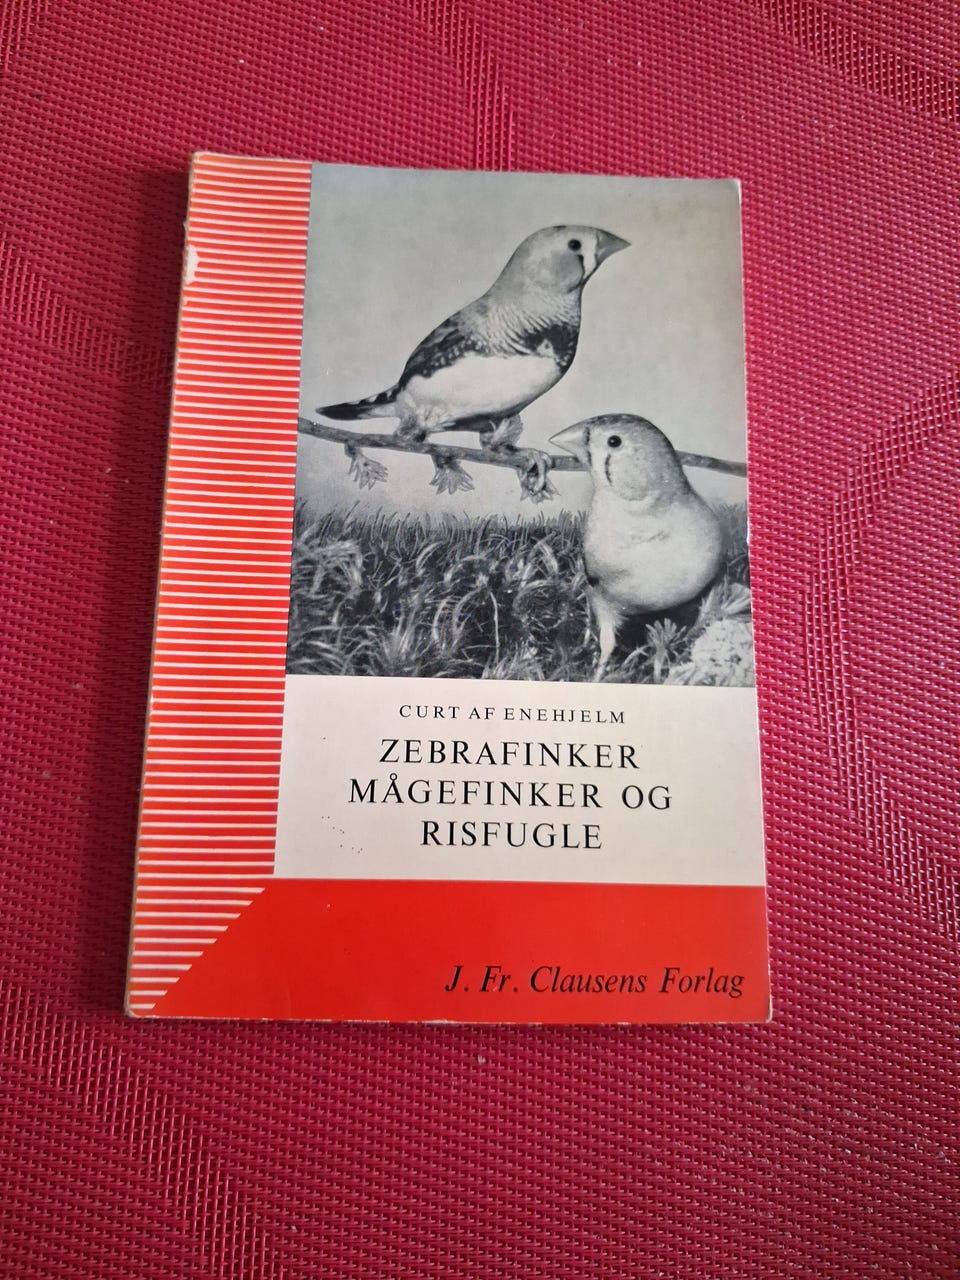 CURT AF ENEHJELM
ZEBRAFINKER
MÅGEFINKER OG
RISFUGLE
J. Fr. Clausens Forlag